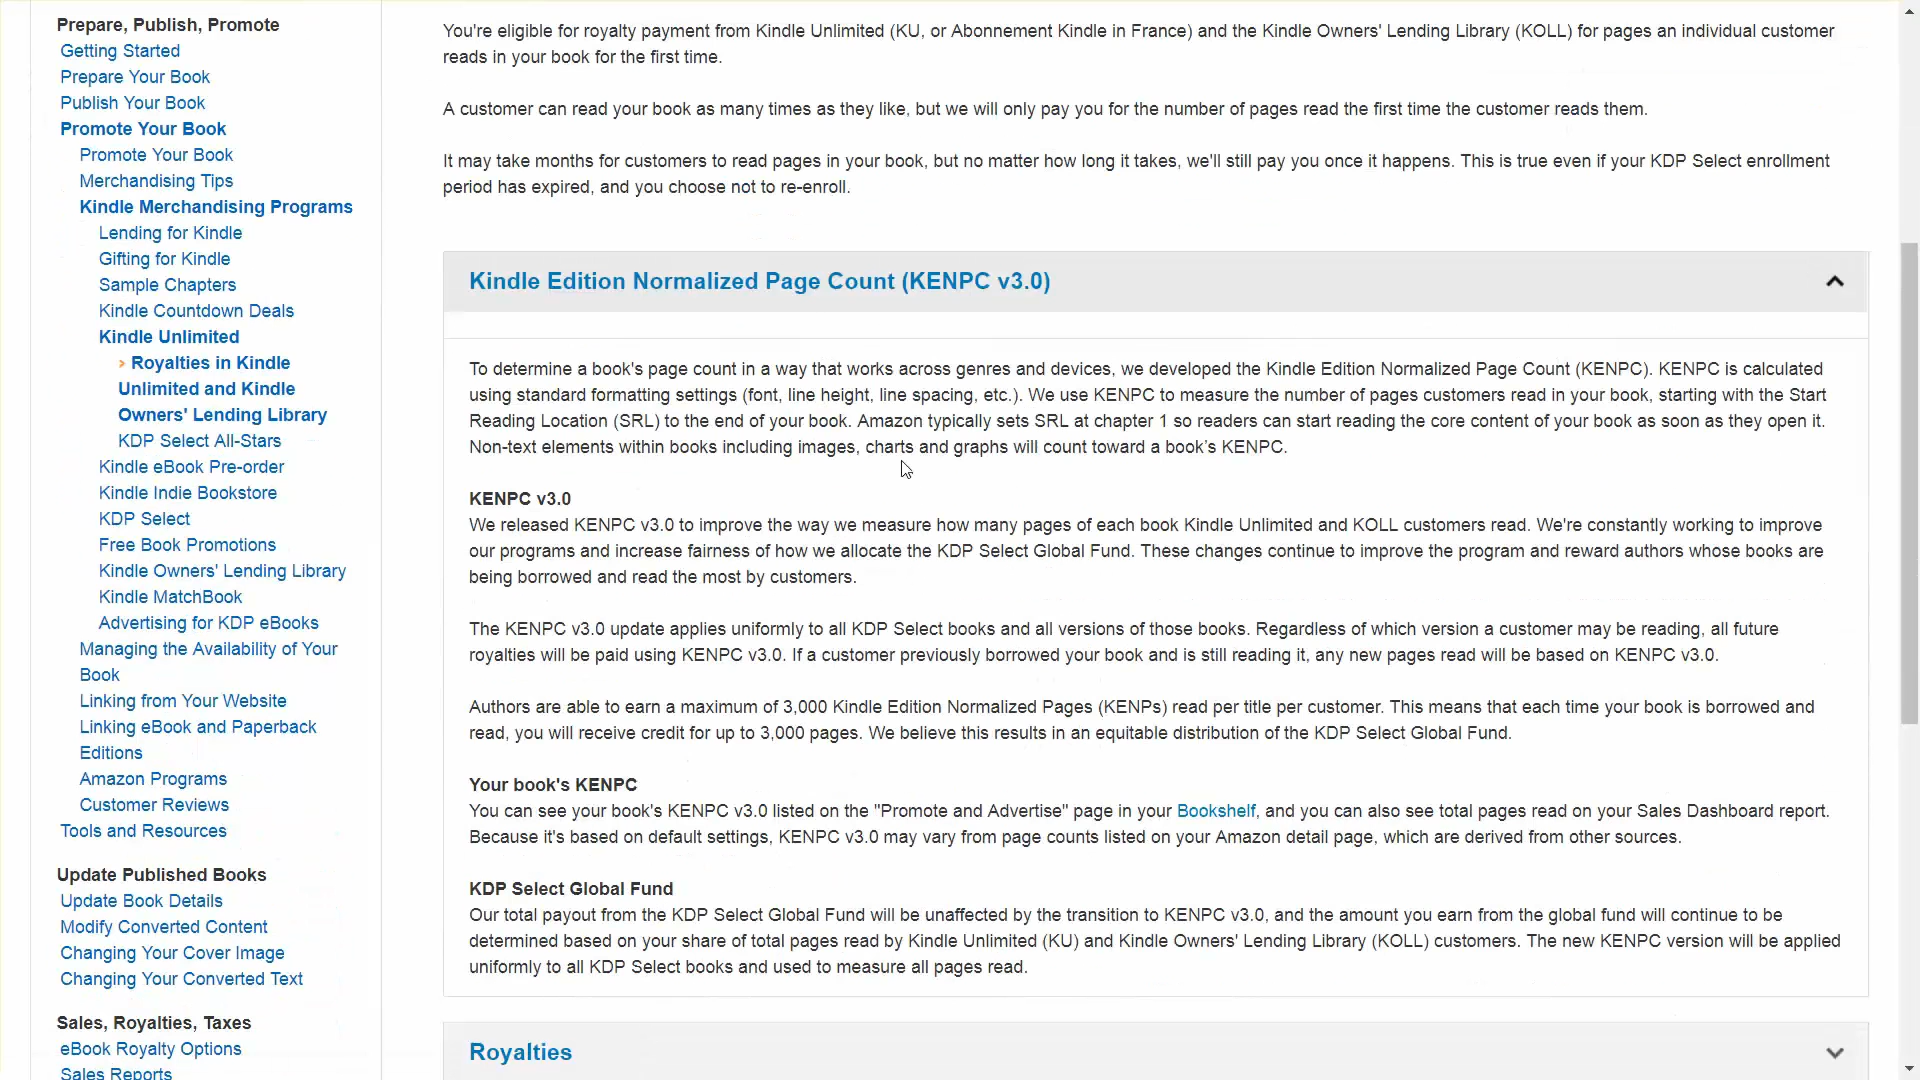 Prepare, Publish, Promote
Getting Started
Prepare Your Book
Publish Your Book
Promote Your Book
Promote Your Book
Merchandising Tips
Kindle Merchandising Programs
Lending for Kindle
Gifting for Kindle
Sample Chapters
Kindle Countdown Deals
Kindle Unlimited
› Royalties in Kindle
Unlimited and Kindle
Owners' Lending Library
KDP Select All-Stars
Kindle eBook Pre-order
Kindle Indie Bookstore
KDP Select
Free Book Promotions
Kindle Owners' Lending Library
Kindle MatchBook
Advertising for KDP eBooks
Managing the Availability of Your
Book
Linking from Your Website
Linking eBook and Paperback
Editions
Amazon Programs
Customer Reviews
Tools and Resources
Update Published Books
Update Book Details
Modify Converted Content
Changing Your Cover Image
Changing Your Converted Text
Sales, Royalties, Taxes
eBook Royalty Options
Sales Reports
You're eligible for royalty payment from Kindle Unlimited (KU, or Abonnement Kindle in France) and the Kindle Owners' Lending Library (KOLL) for pages an individual customer
reads in your book for the first time.
A customer can read your book as many times as they like, but we will only pay you for the number of pages read the first time the customer reads them.
It may take months for customers to read pages in your book, but no matter how long it takes, we'll still pay you once it happens. This is true even if your KDP Select enrollment
period has expired, and you choose not to re-enroll.
Kindle Edition Normalized Page Count (KENPC v3.0)
To determine a book's page count in a way that works across genres and devices, we developed the Kindle Edition Normalized Page Count (KENPC). KENPC is calculated
using standard formatting settings (font, line height, line spacing, etc.). We use KENPC to measure the number of pages customers read in your book, starting with the Start
Reading Location (SRL) to the end of your book. Amazon typically sets SRL at chapter 1 so readers can start reading the core content of your book as soon as they open it.
Non-text elements within books including images, charts and graphs will count toward a book’s KENPC.
KENPC v3.0
We released KENPC v3.0 to improve the way we measure how many pages of each book Kindle Unlimited and KOLL customers read. We're constantly working to improve
our programs and increase fairness of how we allocate the KDP Select Global Fund. These changes continue to improve the program and reward authors whose books are
being borrowed and read the most by customers.
The KENPC v3.0 update applies uniformly to all KDP Select books and all versions of those books. Regardless of which version a customer may be reading, all future
royalties will be paid using KENPC v3.0. If a customer previously borrowed your book and is still reading it, any new pages read will be based on KENPC v3.0.
Authors are able to earn a maximum of 3,000 Kindle Edition Normalized Pages (KENPs) read per title per customer. This means that each time your book is borrowed and
read, you will receive credit for up to 3,000 pages. We believe this results in an equitable distribution of the KDP Select Global Fund.
Your book's KENPC
You can see your book's KENPC v3.0 listed on the "Promote and Advertise" page in your Bookshelf, and you can also see total pages read on your Sales Dashboard report.
Because it's based on default settings, KENPC v3.0 may vary from page counts listed on your Amazon detail page, which are derived from other sources.
KDP Select Global Fund
Our total payout from the KDP Select Global Fund will be unaffected by the transition to KENPC v3.0, and the amount you earn from the global fund will continue to be
determined based on your share of total pages read by Kindle Unlimited (KU) and Kindle Owners' Lending Library (KOLL) customers. The new KENPC version will be applied
uniformly to all KDP Select books and used to measure all pages read.
Royalties